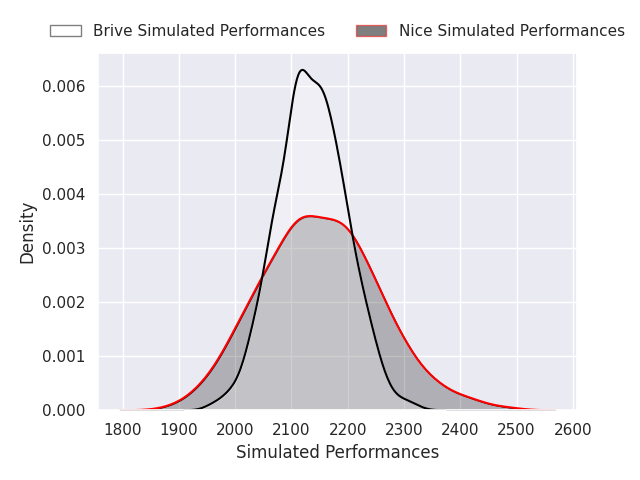 Brive Simulated Performances Nice Simulated Performances
0.006
0.005
0.004
0.003
0.002
0.001
0.000
Density
1800 1900 2000 2100 2200 2300 2400 2500 2600
Simulated Performances